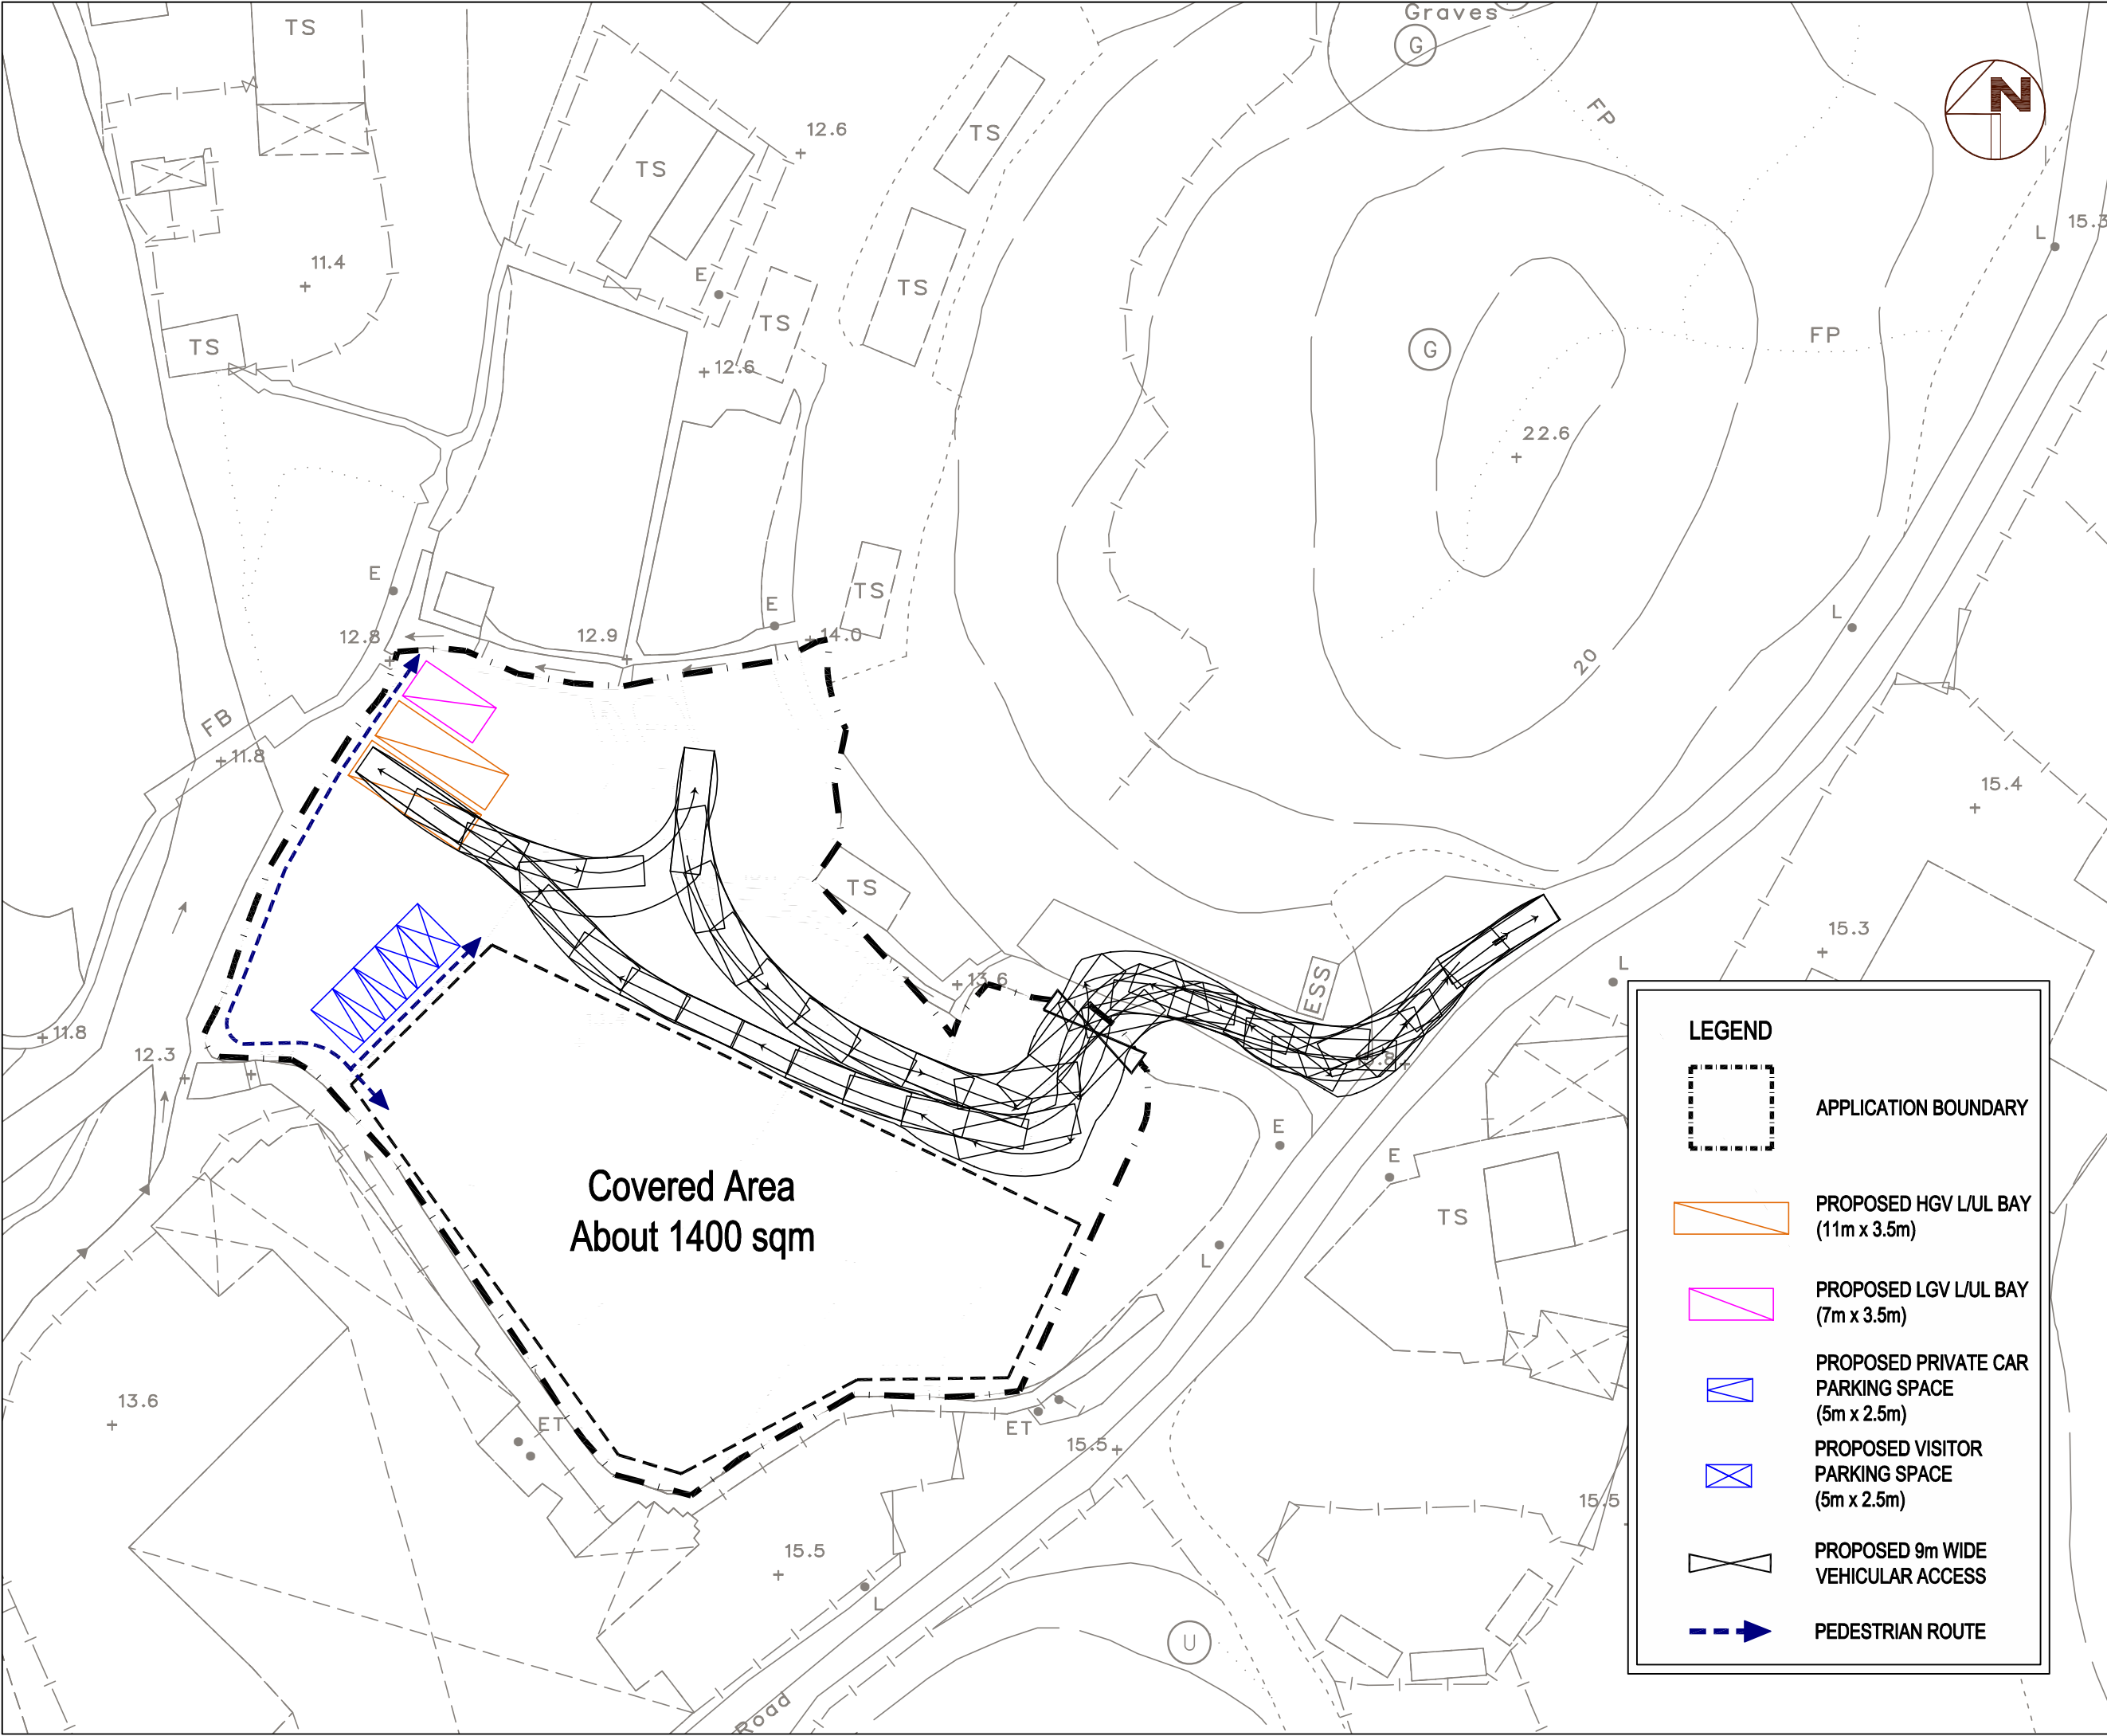 Graves
G
TS
N
FP
12.6
TS
TS
15.3
L
11.4
E
TS
TS
TS
FP
G
12.6
22.6
E
TS
E
L
12.8
12.9
14.0
20
FB
11.8
15.4
TS
15.3
L
13.6
ESS
11.8
12.3
E
E
TS
L
Covered Area
About 1400 sqm
13.6
ET
ET
15.5
15.5
15.5
L
U
Road
LEGEND
APPLICATION BOUNDARY
PROPOSED HGV L/UL BAY
(11m x 3.5m)
PROPOSED LGV L/UL BAY
(7m x 3.5m)
PROPOSED PRIVATE CAR
PARKING SPACE
(5m x 2.5m)
PROPOSED VISITOR
PARKING SPACE
(5m x 2.5m)
PROPOSED 9m WIDE
VEHICULAR ACCESS
PEDESTRIAN ROUTE